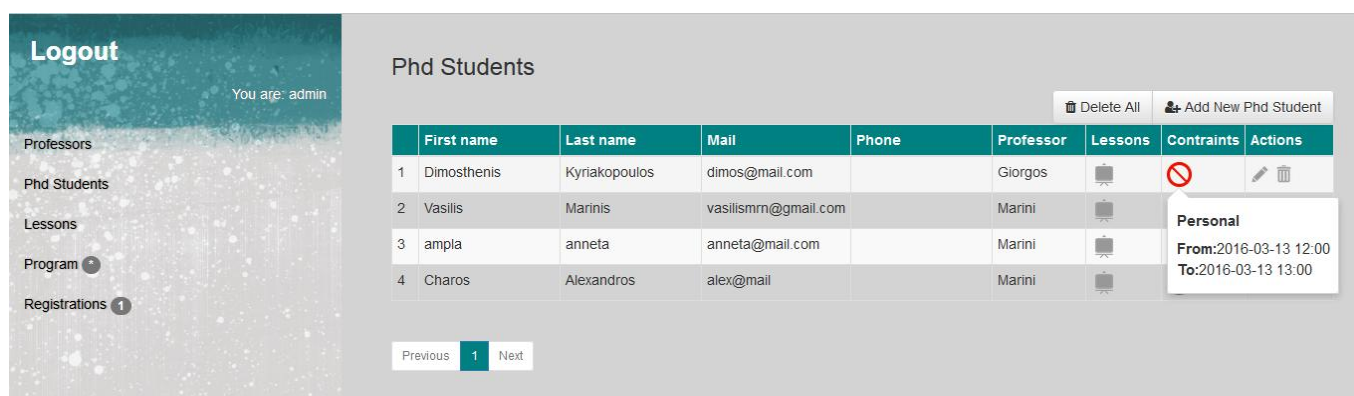 Logout
You are: admin
Professors
Phd Students
Lessons
Program *
Registrations 1
Phd Students
Delete All Add New Phd Student
First name Last name Mail Phone Professor Lessons Contraints Actions
1 Dimosthenis Kyriakopoulos dimos@mail.com Giorgos
2 Vasilis Marinis vasilismrn@gmail.com Marini
3 ampla anneta anneta@mail.com Marini
4 Charos Alexandros alex@mail Marini
Personal
From:2016-03-13 12:00
To:2016-03-13 13:00
Previous 1 Next